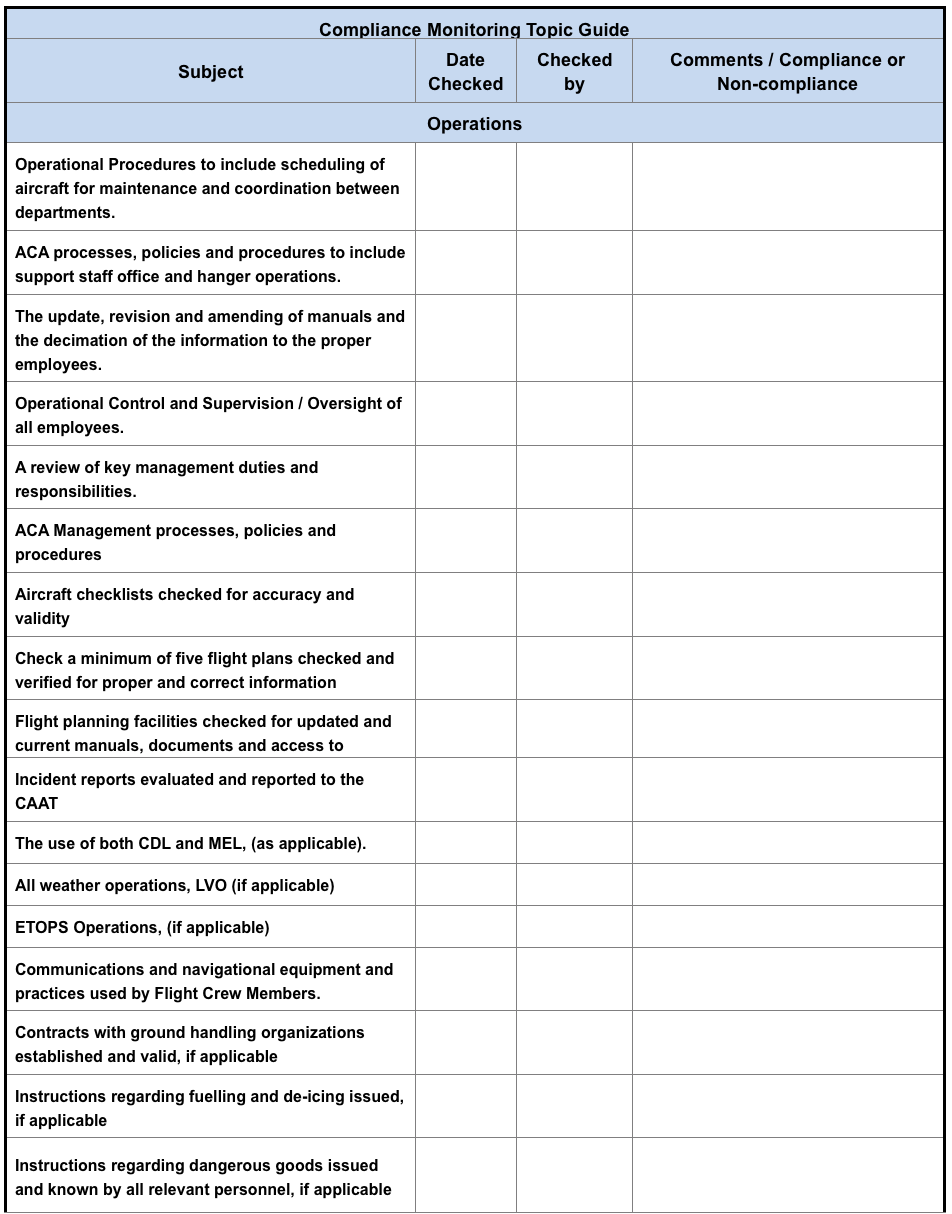 Compliance Monitoring Topic Guide
Subject
Date
Checked
Checked
by
Comments / Compliance or
Non-compliance
Operations
Operational Procedures to include scheduling of
aircraft for maintenance and coordination between
departments.
ACA processes, policies and procedures to include
support staff office and hanger operations.
The update, revision and amending of manuals and
the decimation of the information to the proper
employees.
Operational Control and Supervision / Oversight of
all employees.
A review of key management duties and
responsibilities.
ACA Management processes, policies and
procedures
Aircraft checklists checked for accuracy and
validity
Check a minimum of five flight plans checked and
verified for proper and correct information
Flight planning facilities checked for updated and
current manuals, documents and access to
Incident reports evaluated and reported to the
CAAT
The use of both CDL and MEL, (as applicable).
All weather operations, LVO (if applicable)
ETOPS Operations, (if applicable)
Communications and navigational equipment and
practices used by Flight Crew Members.
Contracts with ground handling organizations
established and valid, if applicable
Instructions regarding fuelling and de-icing issued,
if applicable
Instructions regarding dangerous goods issued
and known by all relevant personnel, if applicable